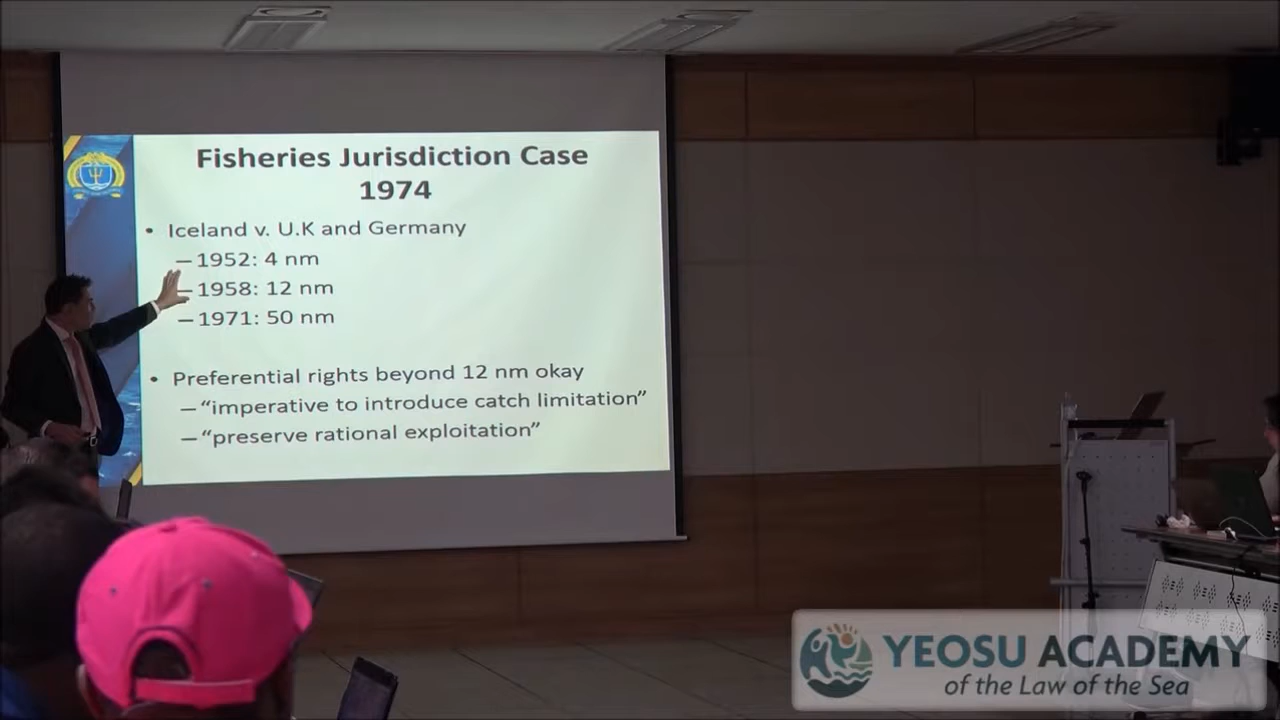 Fisheries Jurisdiction Case
1974
• Iceland v. U.K and Germany
– 1952: 4 nm
– 1958: 12 nm
– 1971: 50 nm
• Preferential rights beyond 12 nm okay
– “imperative to introduce catch limitation”
– “preserve rational exploitation”
YEOSU ACADEMY
of the Law of the Sea